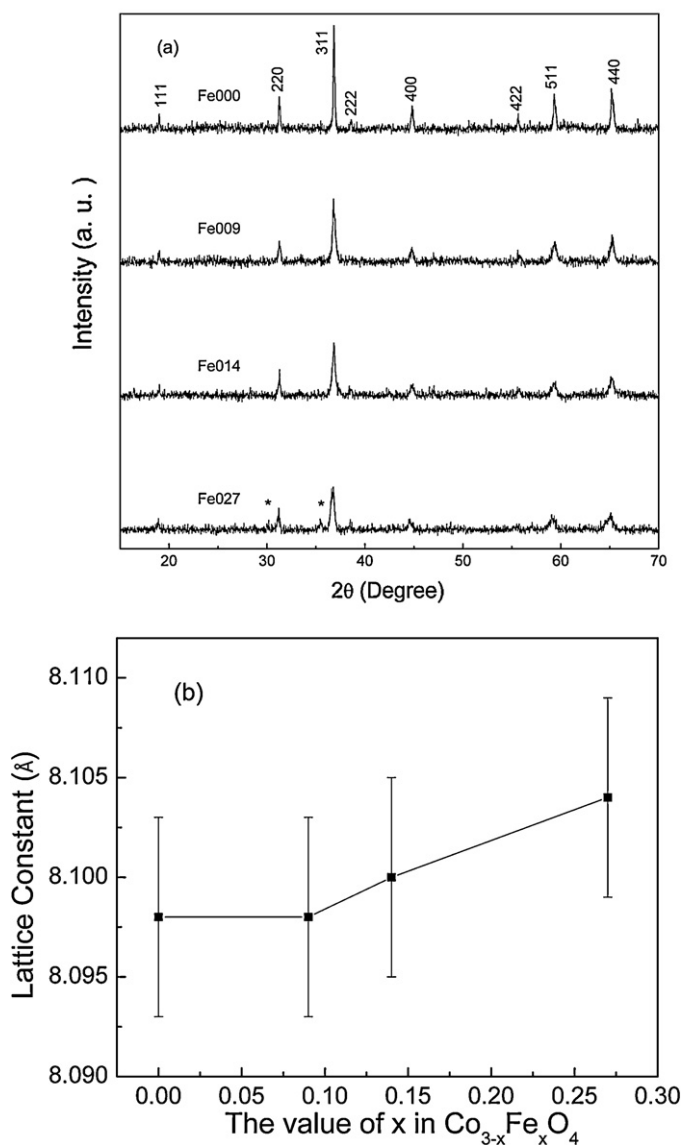 (a)
111
220
311
222
400
422
511
440
Fe000
Fe009
Fe014
Fe027
*
*
Intensity (a. u. )
20
30
40
50
60
70
2θ (Degree)
(b)
8.110
8.105
8.100
8.095
8.090
Lattice Constant (Å)
0.00
0.05
0.10
0.15
0.20
0.25
0.30
The value of x in Co₃₋ₓFeₓO₄